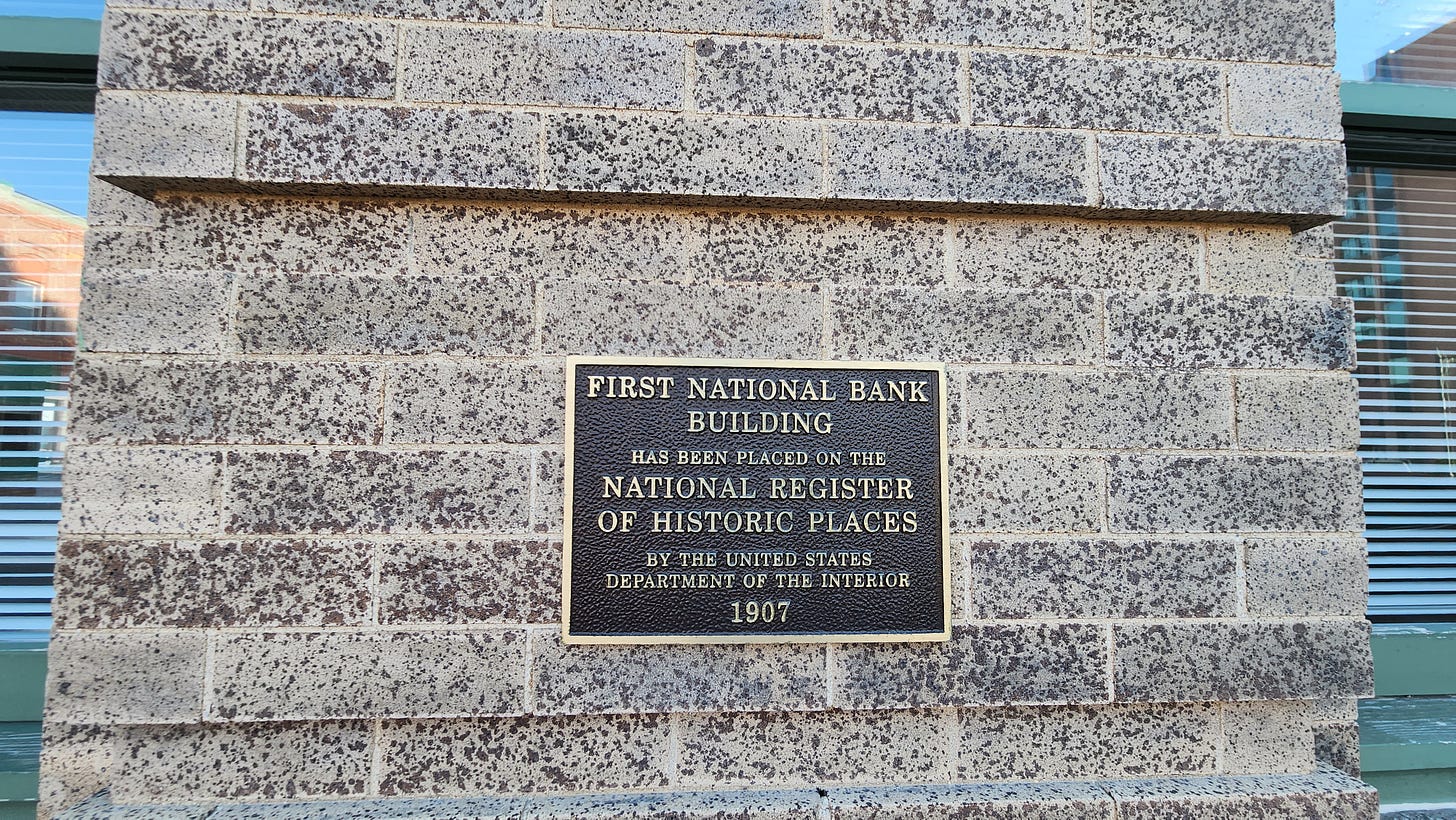 FIRST NATIONAL BANK
BUILDING
HAS BEEN PLACED ON THE
NATIONAL REGISTER
OF HISTORIC PLACES
BY THE UNITED STATES
DEPARTMENT OF THE INTERIOR
1907